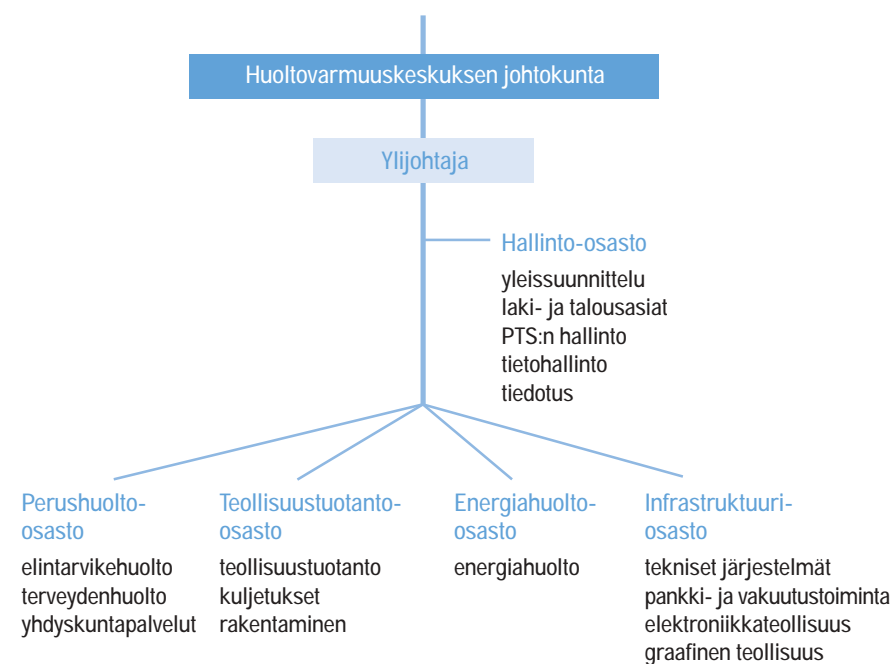 Huoltovarmuuskeskuksen johtokunta
Ylijohtaja
Hallinto-osasto
yleissuunnittelu
laki- ja talousasiat
PTS:n hallinto
tietohallinto
tiedotus
Perushuolto-
osasto
elintarvikehuolto
terveydenhuolto
yhdyskuntapalvelut
Teollisuustuotanto-
osasto
teollisuustuotanto
kuljetukset
rakentaminen
Energiahuolto-
osasto
energiahuolto
Infrastruktuuri-
osasto
tekniset järjestelmät
pankki- ja vakuutustoiminta
elektroniikkateollisuus
graafinen teollisuus